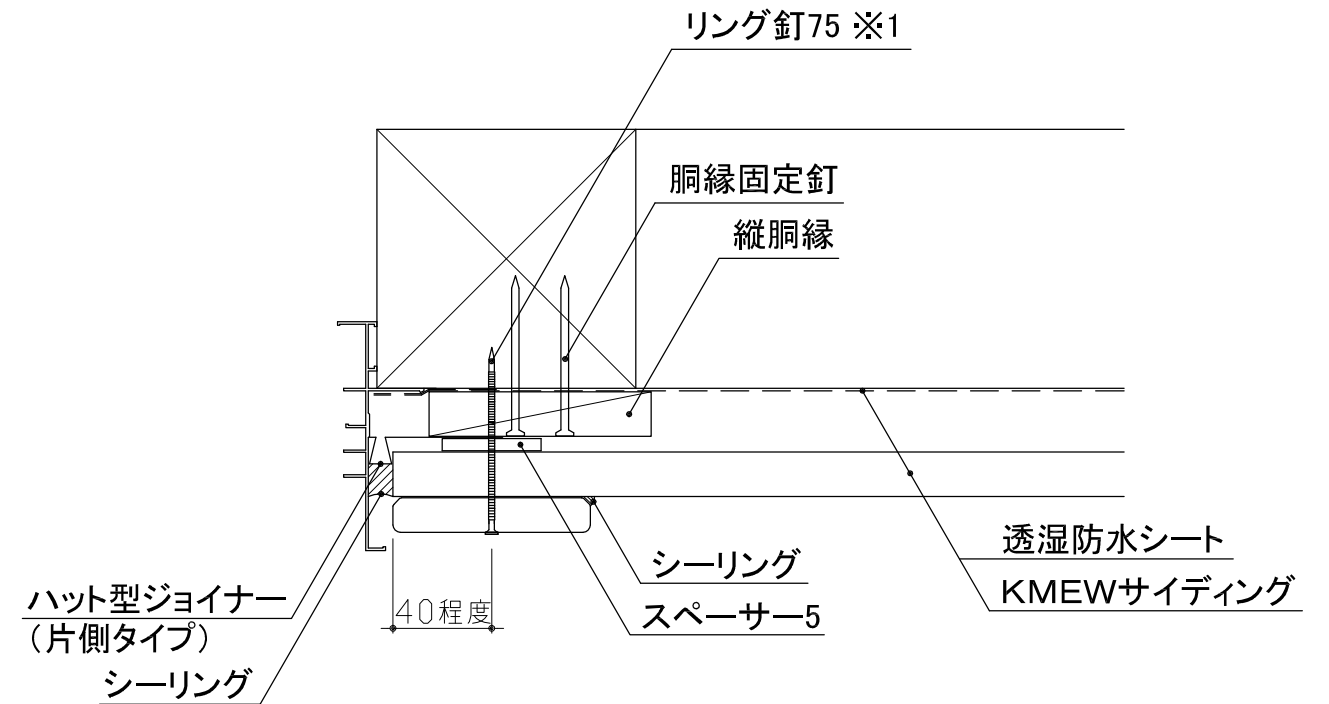 リング釘75 ※1
胴縁固定釘
縦胴縁
透湿防水シート
KMEWサイディング
シーリング
スペーサー5
40程度
ハット型ジョイナー
（片側タイプ）
シーリング